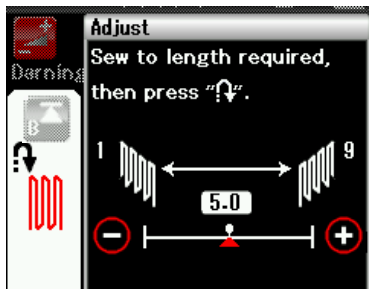 Adjust
Sew to length required,
Darning
then press “”.
B
1
9
5.0